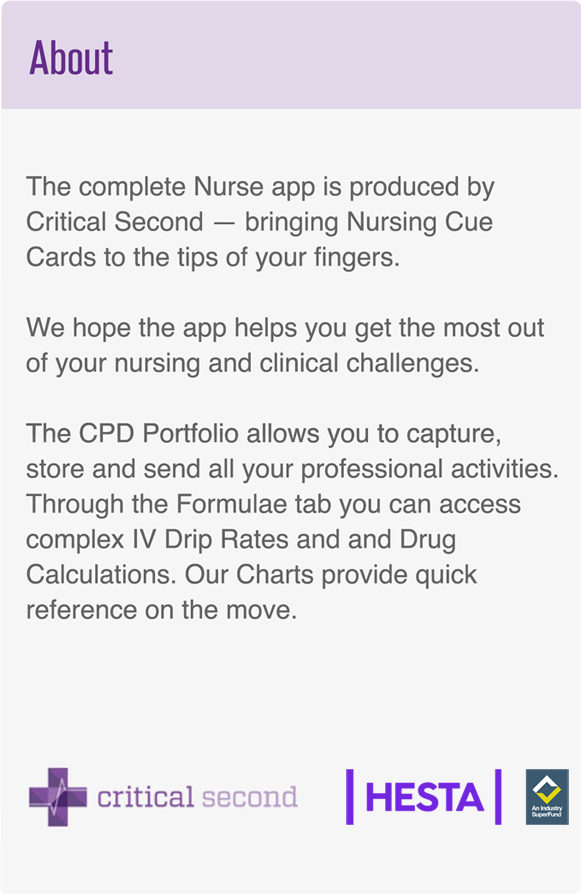 About
The complete Nurse app is produced by
Critical Second — bringing Nursing Cue
Cards to the tips of your fingers.
We hope the app helps you get the most out
of your nursing and clinical challenges.
The CPD Portfolio allows you to capture,
store and send all your professional activities.
Through the Formulae tab you can access
complex IV Drip Rates and and Drug
Calculations. Our Charts provide quick
reference on the move.
critical second
HESTA
An Industry
SuperFund